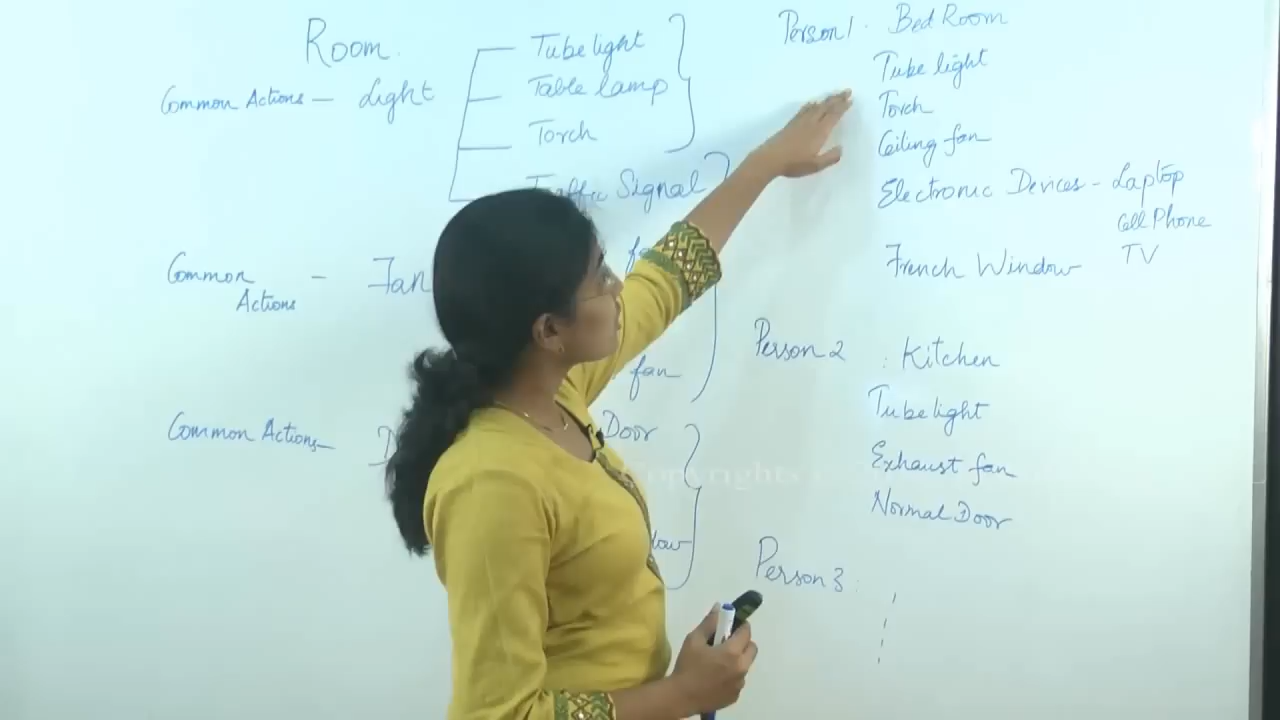 Room.
Common Actions - Light
Tube light
Table lamp
Torch
Traffic Signal
Common Actions - Fan
fan
Common Actions -
Door
Person 1 . Bed Room
Tube light
Torch
Ceiling fan
Electronic Devices - Laptop
Cell Phone
TV
French Window
Person 2 : Kitchen
Tube light
Exhaust fan
Normal Door
Person 3 :
Copyrights